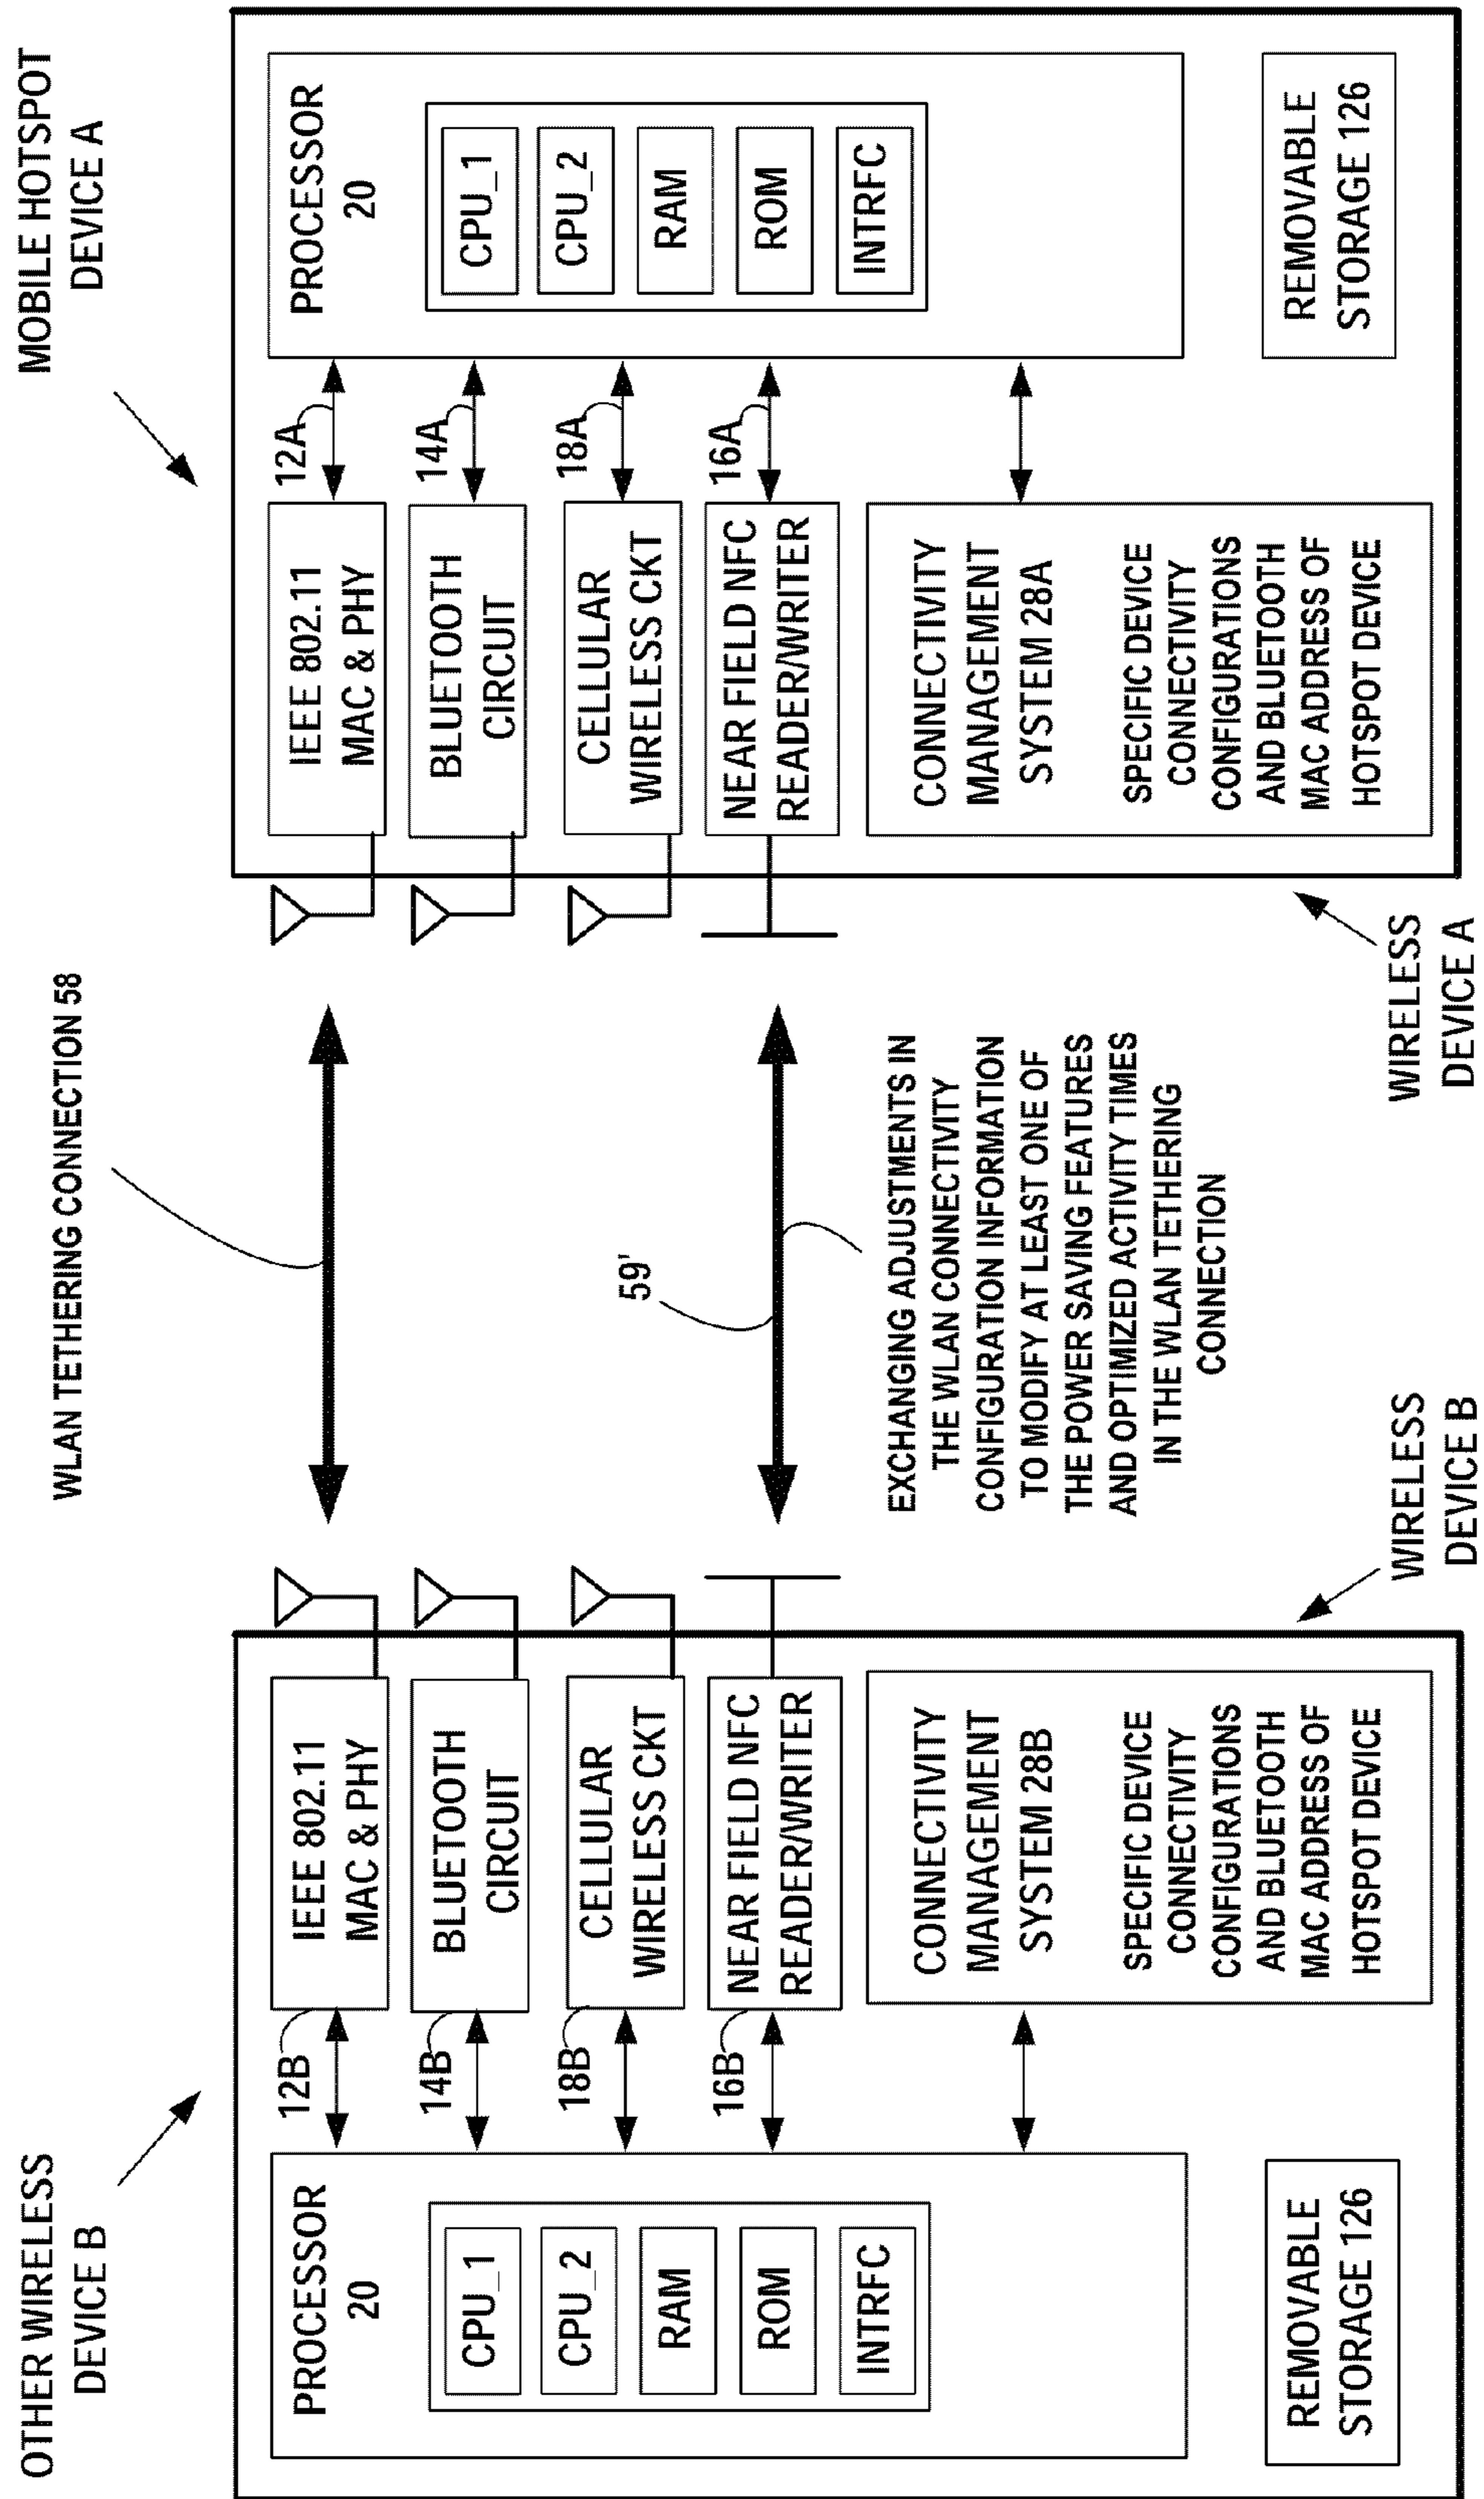 OTHER WIRELESS
DEVICE B
PROCESSOR
20
CPU_1
CPU_2
RAM
ROM
INTRFC
REMOVABLE
STORAGE 126
12B
14B
18B
16B
IEEE 802.11
MAC & PHY
BLUETOOTH
CIRCUIT
CELLULAR
WIRELESS CKT
NEAR FIELD NFC
READER/WRITER
CONNECTIVITY
MANAGEMENT
SYSTEM 28B
SPECIFIC DEVICE
CONNECTIVITY
CONFIGURATIONS
AND BLUETOOTH
MAC ADDRESS OF
HOTSPOT DEVICE
WIRELESS
DEVICE B
WLAN TETHERING CONNECTION 58
59'
EXCHANGING ADJUSTMENTS IN
THE WLAN CONNECTIVITY
CONFIGURATION INFORMATION
TO MODIFY AT LEAST ONE OF
THE POWER SAVING FEATURES
AND OPTIMIZED ACTIVITY TIMES
IN THE WLAN TETHERING
CONNECTION
MOBILE HOTSPOT
DEVICE A
IEEE 802.11
MAC & PHY
BLUETOOTH
CIRCUIT
CELLULAR
WIRELESS CKT
NEAR FIELD NFC
READER/WRITER
CONNECTIVITY
MANAGEMENT
SYSTEM 28A
SPECIFIC DEVICE
CONNECTIVITY
CONFIGURATIONS
AND BLUETOOTH
MAC ADDRESS OF
HOTSPOT DEVICE
12A
14A
18A
16A
PROCESSOR
20
CPU_1
CPU_2
RAM
ROM
INTRFC
REMOVABLE
STORAGE 126
WIRELESS
DEVICE A